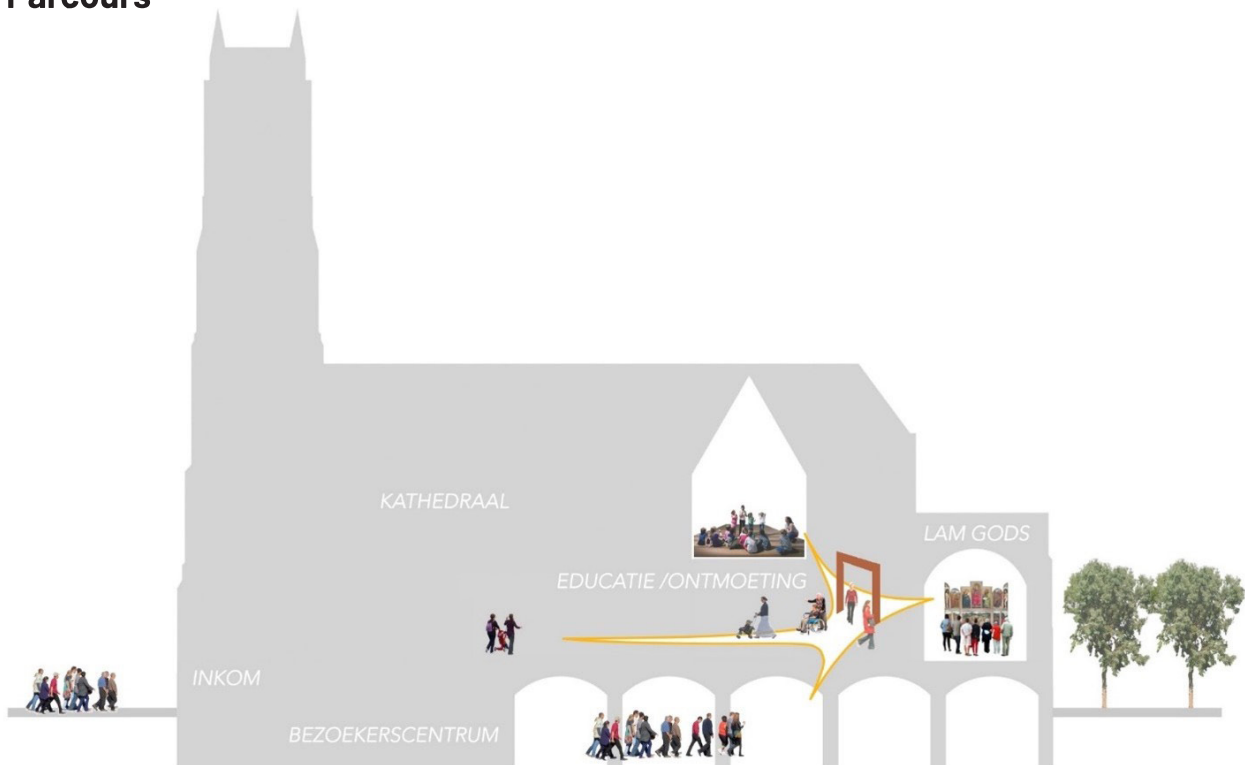 Parcours
KATHEDRAAL
LAM GODS
EDUCATIE /ONTMOETING
INKOM
BEZOEKERSCENTRUM